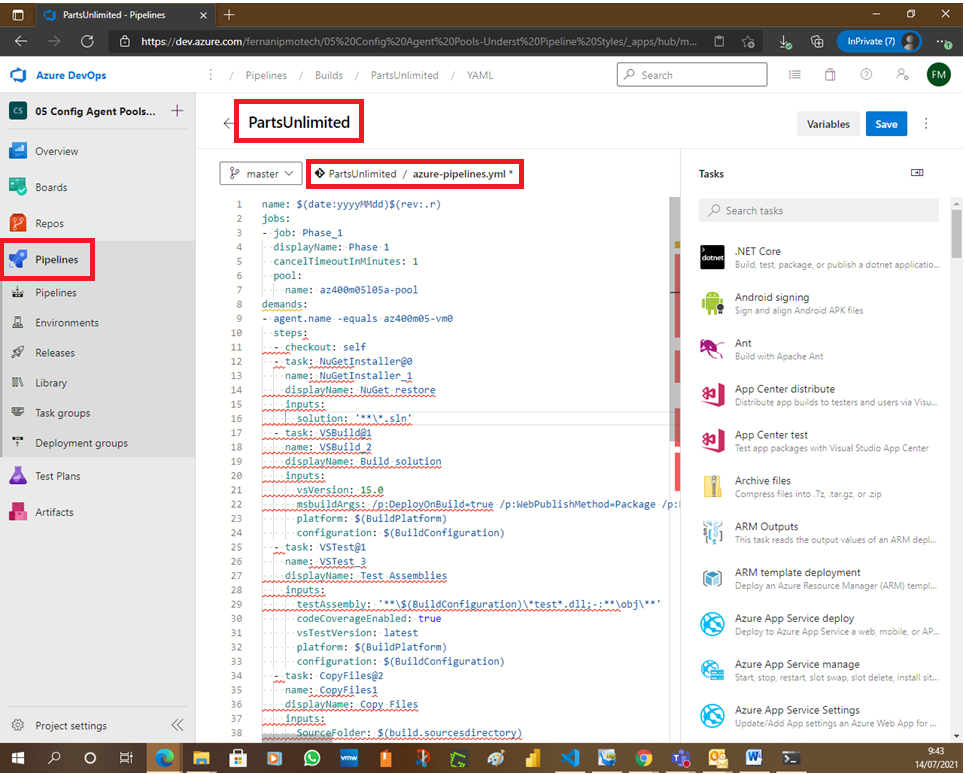 PartsUnlimited - Pipelines
https://dev.azure.com/fernanipmotech/05%20Config%20Agent%20Pools-Underst%20Pipeline%20Styles/_apps/hub/m...
InPrivate (7)
Azure DevOps
/ Pipelines / Builds / PartsUnlimited / YAML
Search
FM
CS
05 Config Agent Pools...
Overview
Boards
Repos
Pipelines
Pipelines
Environments
Releases
Library
Task groups
Deployment groups
Test Plans
Artifacts
Project settings
PartsUnlimited
Variables
Save
master
PartsUnlimited / azure-pipelines.yml *
1 name: $(date:yyyyMMdd)$(rev:.r)
2 jobs:
3 - job: Phase_1
4 displayName: Phase 1
5 cancelTimeoutInMinutes: 1
6 pool:
7 name: az400m05l05a-pool
8 demands:
9 - agent.name -equals az400m05-vm0
10 steps:
11 - checkout: self
12 - task: NuGetInstaller@0
13 name: NuGetInstaller_1
14 displayName: NuGet restore
15 inputs:
16 solution: '**\*.sln'
17 - task: VSBuild@1
18 name: VSBuild_2
19 displayName: Build solution
20 inputs:
21 vsVersion: 15.0
22 msbuildArgs: /p:DeployOnBuild=true /p:WebPublishMethod=Package /p:
23 platform: $(BuildPlatform)
24 configuration: $(BuildConfiguration)
25 - task: VSTest@1
26 name: VSTest_3
27 displayName: Test Assemblies
28 inputs:
29 testAssembly: '**\$(BuildConfiguration)\*test*.dll;-:**\obj\**'
30 codeCoverageEnabled: true
31 vsTestVersion: latest
32 platform: $(BuildPlatform)
33 configuration: $(BuildConfiguration)
34 - task: CopyFiles@2
35 name: CopyFiles1
36 displayName: Copy Files
37 inputs:
38 SourceFolder: $(build.sourcesdirectory)
Tasks
Search tasks
dotnet
.NET Core
Build, test, package, or publish a dotnet applicatio...
Android signing
Sign and align Android APK files
Ant
Build with Apache Ant
App Center distribute
Distribute app builds to testers and users via Visu...
App Center test
Test app packages with Visual Studio App Center
Archive files
Compress files into .7z, .tar.gz, or .zip
ARM Outputs
This task reads the output values of an ARM depl...
ARM template deployment
Deploy an Azure Resource Manager (ARM) templ...
Azure App Service deploy
Deploy to Azure App Service a web, mobile, or AP...
Azure App Service manage
Start, stop, restart, slot swap, slot delete, install sit...
Azure App Service Settings
Update/Add App settings an Azure Web App for ...
vmw
9:43
14/07/2021